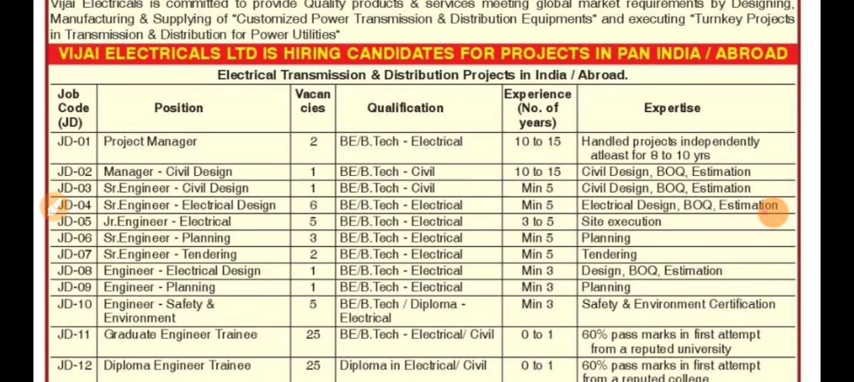 Vijai Electricals is committed to provide Quality products & services meeting global market requirements by Designing,
Manufacturing & Supplying of "Customized Power Transmission & Distribution Equipments" and executing "Turnkey Projects
in Transmission & Distribution for Power Utilities"
VIJAI ELECTRICALS LTD IS HIRING CANDIDATES FOR PROJECTS IN PAN INDIA / ABROAD
Electrical Transmission & Distribution Projects in India / Abroad.
Job Code (JD) Position Vacan cies Qualification Experience (No. of years) Expertise
JD-01 Project Manager 2 BE/B.Tech - Electrical 10 to 15 Handled projects independently
atleast for 8 to 10 yrs
JD-02 Manager - Civil Design 1 BE/B.Tech - Civil 10 to 15 Civil Design, BOQ, Estimation
JD-03 Sr.Engineer - Civil Design 1 BE/B.Tech - Civil Min 5 Civil Design, BOQ, Estimation
JD-04 Sr.Engineer - Electrical Design 6 BE/B.Tech - Electrical Min 5 Electrical Design, BOQ, Estimation
JD-05 Jr.Engineer - Electrical 5 BE/B.Tech - Electrical 3 to 5 Site execution
JD-06 Sr.Engineer - Planning 3 BE/B.Tech - Electrical Min 5 Planning
JD-07 Sr.Engineer - Tendering 2 BE/B.Tech - Electrical Min 5 Tendering
JD-08 Engineer - Electrical Design 1 BE/B.Tech - Electrical Min 3 Design, BOQ, Estimation
JD-09 Engineer - Planning 1 BE/B.Tech - Electrical Min 3 Planning
JD-10 Engineer - Safety & 5 BE/B.Tech / Diploma - Min 3 Safety & Environment Certification
Environment Electrical
JD-11 Graduate Engineer Trainee 25 BE/B.Tech - Electrical/ Civil 0 to 1 60% pass marks in first attempt
from a reputed university
JD-12 Diploma Engineer Trainee 25 Diploma in Electrical/ Civil 0 to 1 60% pass marks in first attempt
from a reputed college